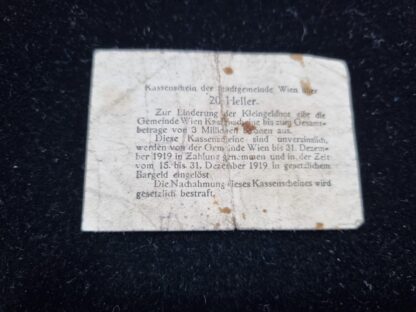 Kassenschein der Stadtgemeinde Wien über
20 Heller.
Zur Linderung der Kleingeldnot gibt die
Gemeinde Wien Kassenscheine bis zum Gesamt-
betrage von 3 Millionen Kronen aus.
Diese Kassenscheine sind unverzinslich,
werden von der Gemeinde Wien bis 31. Dezem-
ber 1919 in Zahlung genommen und in der Zeit
vom 15. bis 31. Dezember 1919 in gesetzlichem
Bargeld eingelöst.
Die Nachahmung dieses Kassenscheines wird
gesetzlich bestraft.